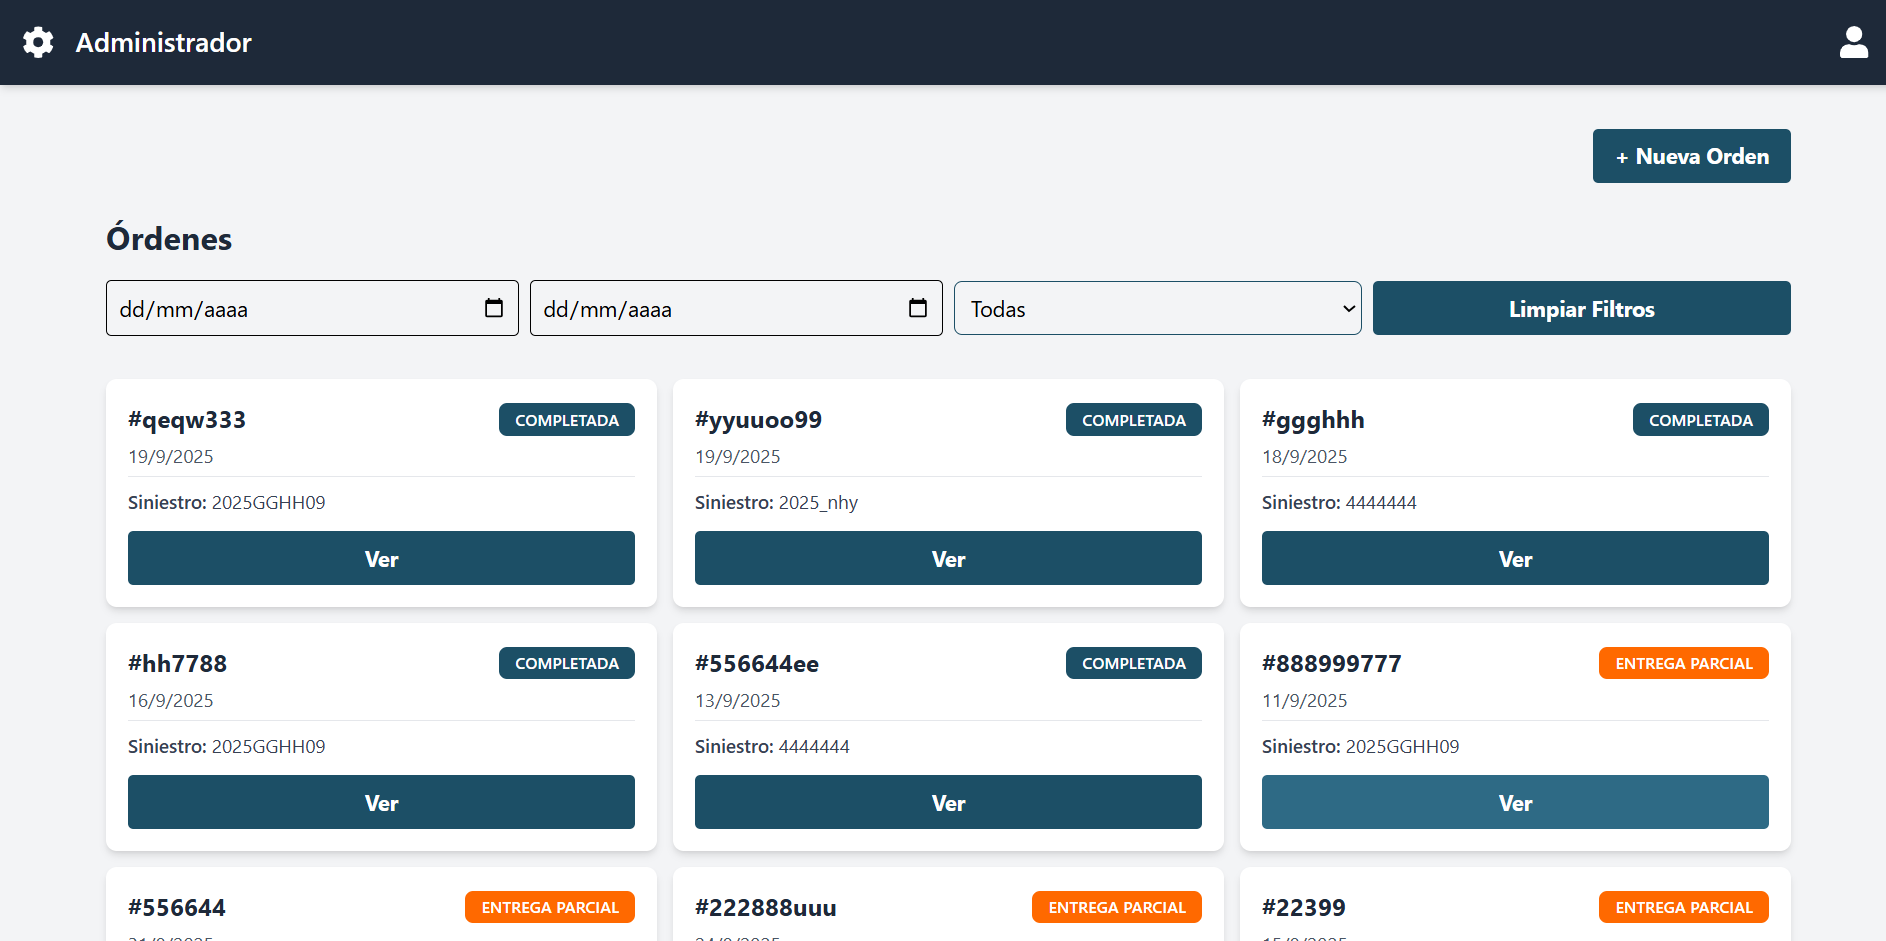 Administrador
+ Nueva Orden
Órdenes
dd/mm/aaaa dd/mm/aaaa Todas Limpiar Filtros
#qeqw333 COMPLETADA
19/9/2025
Siniestro: 2025GGHH09
Ver
#yyuuoo99 COMPLETADA
19/9/2025
Siniestro: 2025_nhy
Ver
#ggghhh COMPLETADA
18/9/2025
Siniestro: 4444444
Ver
#hh7788 COMPLETADA
16/9/2025
Siniestro: 2025GGHH09
Ver
#556644ee COMPLETADA
13/9/2025
Siniestro: 4444444
Ver
#888999777 ENTREGA PARCIAL
11/9/2025
Siniestro: 2025GGHH09
Ver
#556644 ENTREGA PARCIAL
#222888uuu ENTREGA PARCIAL
#22399 ENTREGA PARCIAL